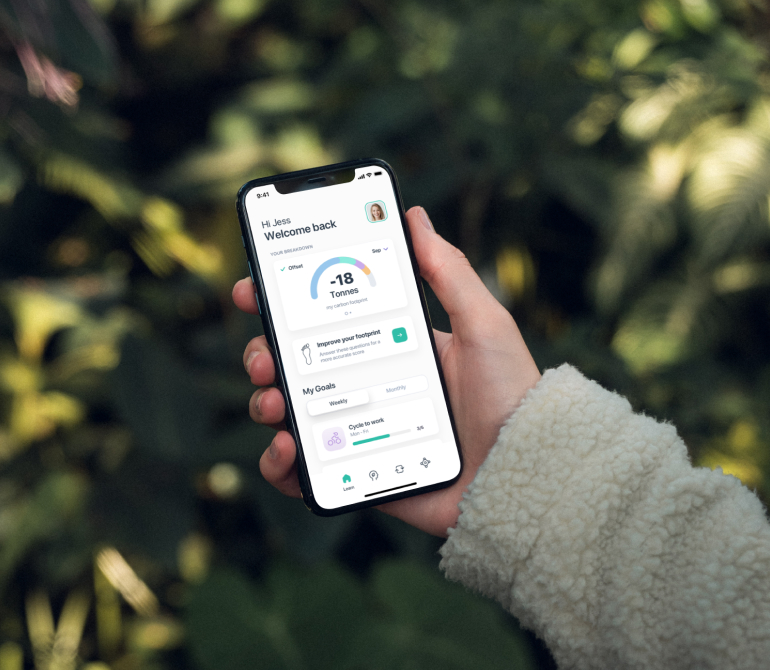 9:41
Hi Jess
Welcome back
YOUR BREAKDOWN
Offset
Sep
-18
Tonnes
my carbon footprint
Improve your footprint
Answer these questions for a
more accurate score
My Goals
Weekly
Monthly
Cycle to work
Mon - Fri
3/5